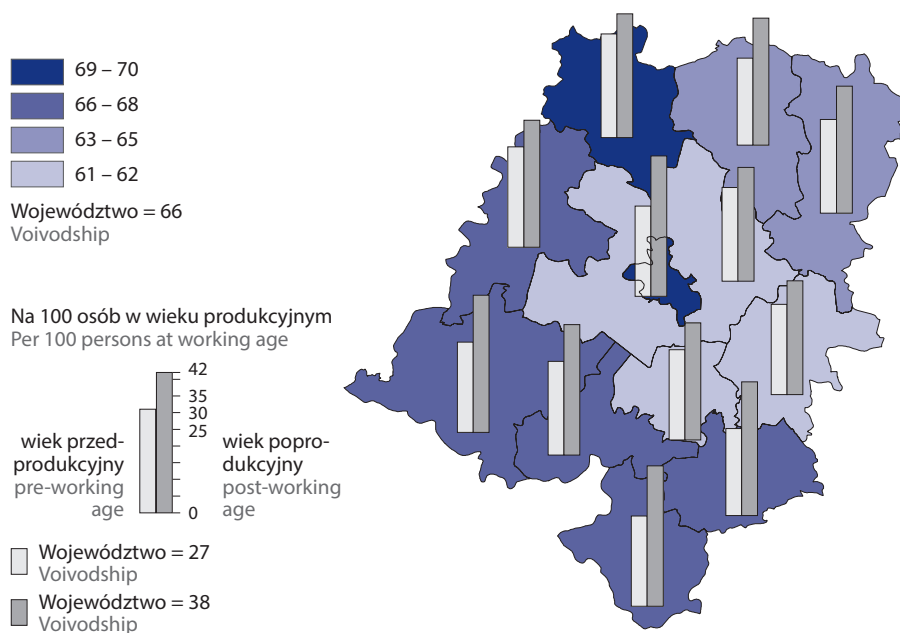 69 – 70
66 – 68
63 – 65
61 – 62
Województwo = 66
Voivodship
Na 100 osób w wieku produkcyjnym
Per 100 persons at working age
42
35
30
25
0
wiek przed-
produkcyjny
pre-working
age
wiek popro-
dukcyjny
post-working
age
Województwo = 27
Voivodship
Województwo = 38
Voivodship